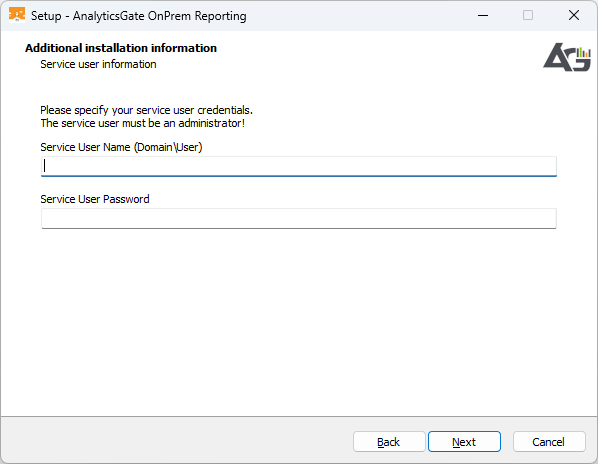 Setup - AnalyticsGate OnPrem Reporting
Additional installation information
Service user information
AG
Please specify your service user credentials.
The service user must be an administrator!
Service User Name (Domain\User)
Service User Password
Back
Next
Cancel